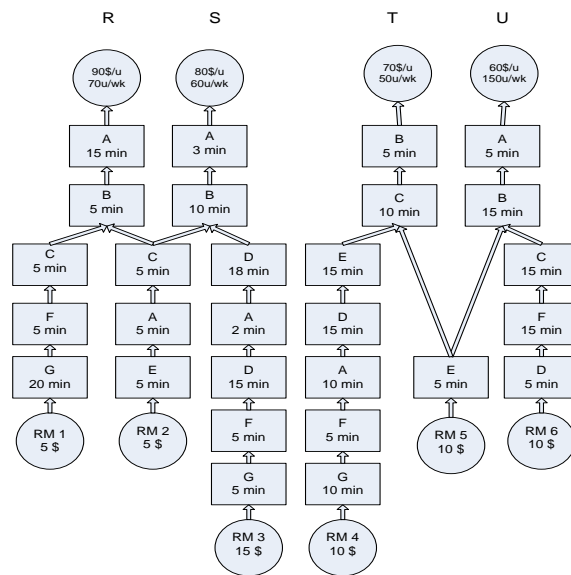 R S T U
90$/u 80$/u 70$/u 60$/u
70u/wk 60u/wk 50u/wk 150u/wk
A A B A
15 min 3 min 5 min 5 min
B B C B
5 min 10 min 10 min 15 min
C C D E C
5 min 5 min 18 min 15 min 15 min
F A A D F
5 min 5 min 2 min 15 min 15 min
G E D A E D
20 min 5 min 15 min 10 min 5 min 5 min
RM 1 RM 2 F F RM 5 RM 6
5 $ 5 $ 5 min 5 min 10 $ 10 $
G G
5 min 10 min
RM 3 RM 4
15 $ 10 $